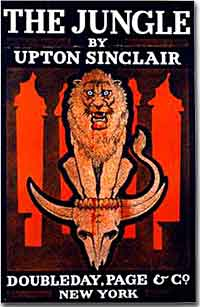 THE JUNGLE
BY
UPTON SINCLAIR
DOUBLEDAY, PAGE & Co.
NEW YORK